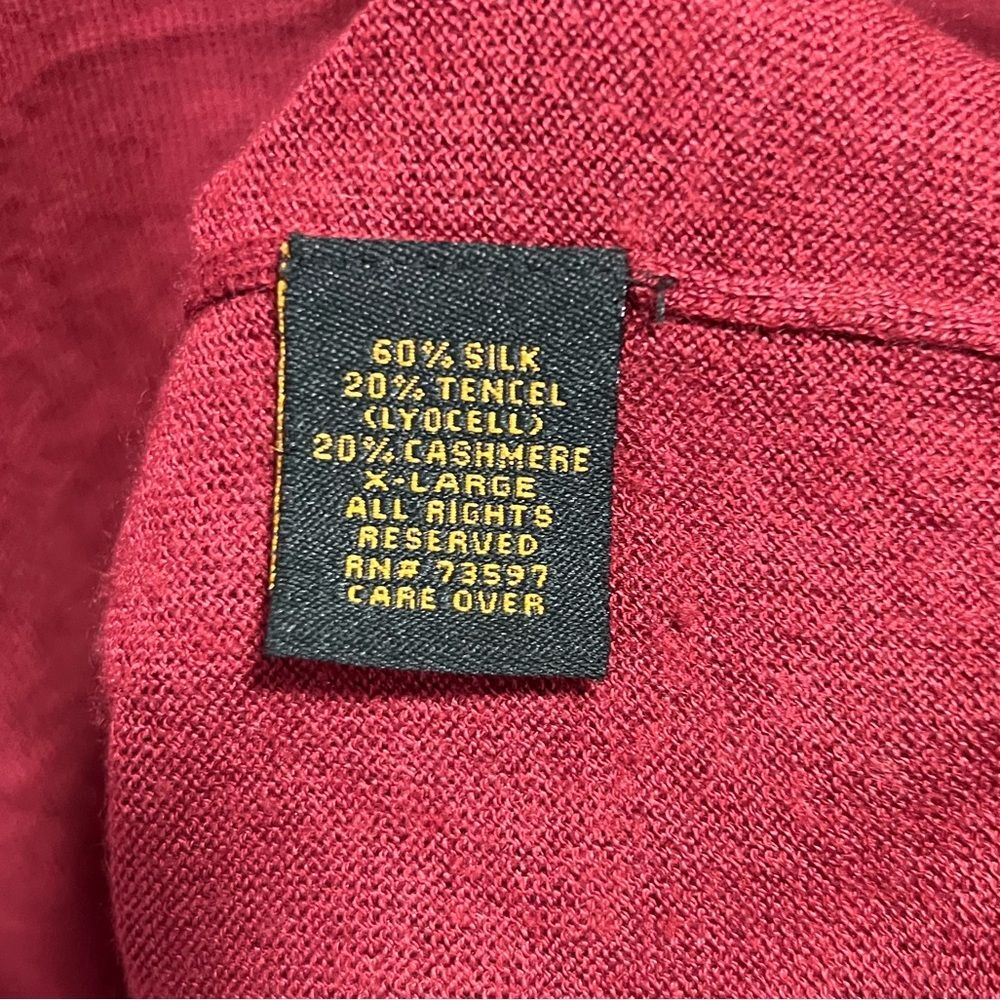 60% SILK
20% TENCEL
(LYOCELL)
20% CASHMERE
X-LARGE
ALL RIGHTS
RESERVED
RN# 73597
CARE OVER